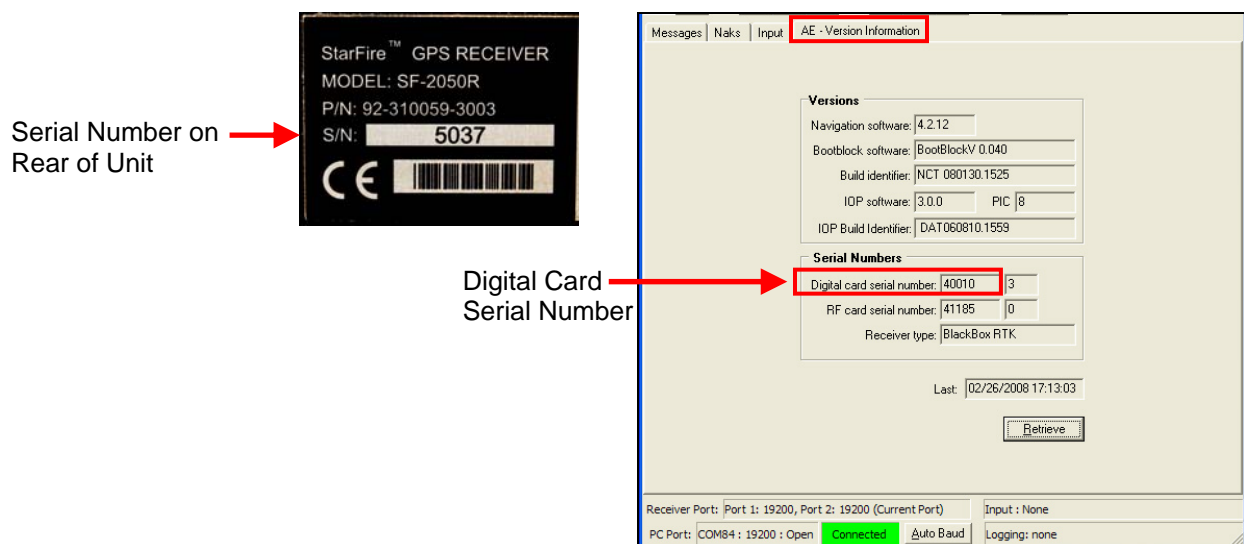 Serial Number on
Rear of Unit
StarFire™ GPS RECEIVER
MODEL: SF-2050R
P/N: 92-310059-3003
S/N: 5037
CE
Digital Card
Serial Number
Messages Naks Input AE - Version Information
Versions
Navigation software: 4.2.12
Bootblock software: BootBlockV 0.040
Build identifier: NCT 080130.1525
IOP software: 3.0.0 PIC 8
IOP Build Identifier: DAT060810.1559
Serial Numbers
Digital card serial number: 40010 3
RF card serial number: 41185 0
Receiver type: BlackBox RTK
Last: 02/26/2008 17:13:03
Retrieve
Receiver Port: Port 1: 19200, Port 2: 19200 (Current Port) Input : None
PC Port: COM84 : 19200 : Open Connected Auto Baud Logging: none